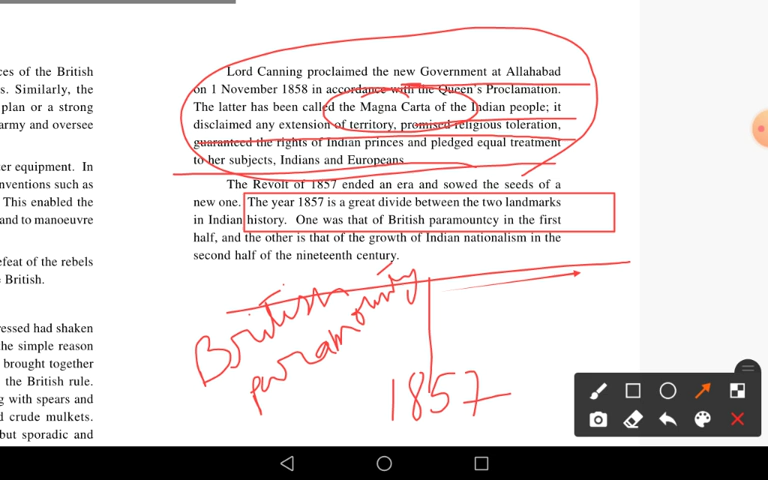 ces of the British
s. Similarly, the
plan or a strong
army and oversee
er equipment. In
nventions such as
This enabled the
and to manoeuvre
efeat of the rebels
British.
ressed had shaken
he simple reason
brought together
the British rule.
g with spears and
d crude mulkets.
but sporadic and
Lord Canning proclaimed the new Government at Allahabad
on 1 November 1858 in accordance with the Queen's Proclamation.
The latter has been called the Magna Carta of the Indian people; it
disclaimed any extension of territory, promised religious toleration,
guaranteed the rights of Indian princes and pledged equal treatment
to her subjects, Indians and Europeans.
The Revolt of 1857 ended an era and sowed the seeds of a
new one. The year 1857 is a great divide between the two landmarks
in Indian history. One was that of British paramountcy in the first
half, and the other is that of the growth of Indian nationalism in the
second half of the nineteenth century.
British
paramounty
1857